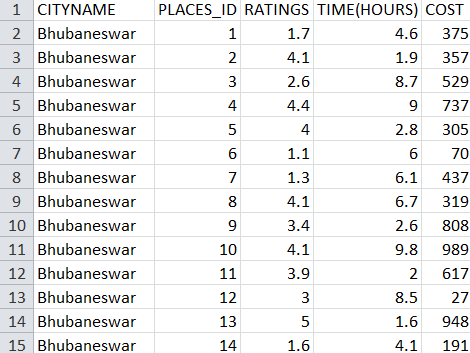 1 CITYNAME PLACES_ID RATINGS TIME(HOURS) COST
2 Bhubaneswar 1 1.7 4.6 375
3 Bhubaneswar 2 4.1 1.9 357
4 Bhubaneswar 3 2.6 8.7 529
5 Bhubaneswar 4 4.4 9 737
6 Bhubaneswar 5 4 2.8 305
7 Bhubaneswar 6 1.1 6 70
8 Bhubaneswar 7 1.3 6.1 437
9 Bhubaneswar 8 4.1 6.7 319
10 Bhubaneswar 9 3.4 2.6 808
11 Bhubaneswar 10 4.1 9.8 989
12 Bhubaneswar 11 3.9 2 617
13 Bhubaneswar 12 3 8.5 27
14 Bhubaneswar 13 5 1.6 948
15 Bhubaneswar 14 1.6 4.1 191